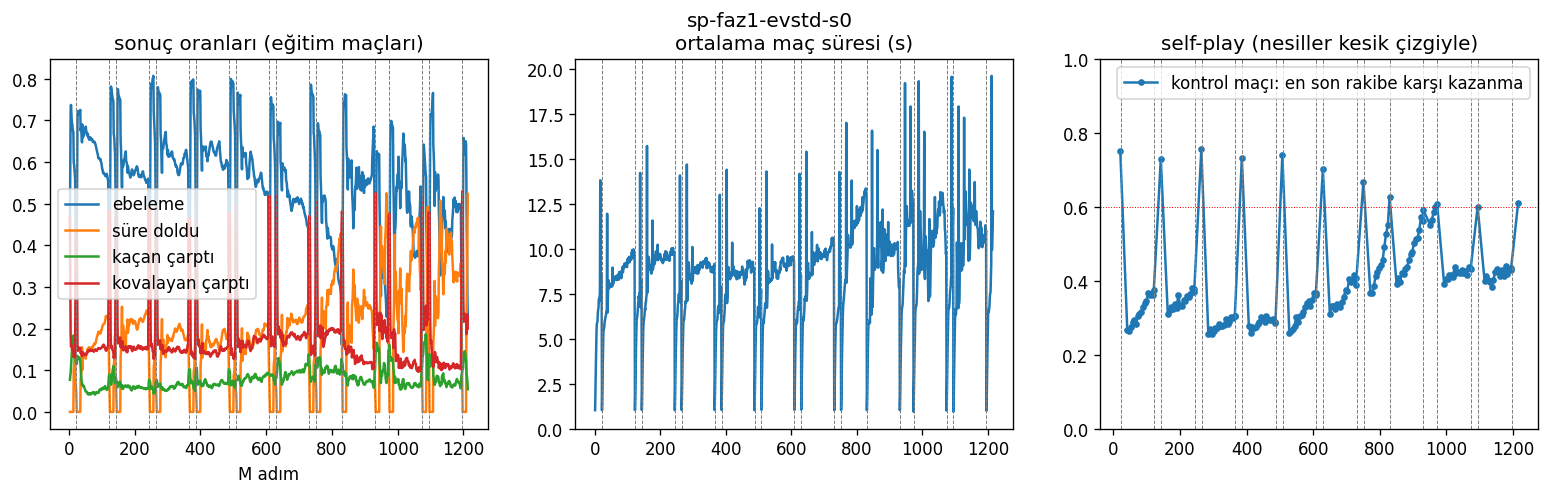 sp-faz1-evstd-s0
sonuç oranları (eğitim maçları)
ortalama maç süresi (s)
self-play (nesiller kesik çizgiyle)
0.8
0.7
0.6
0.5
0.4
0.3
0.2
0.1
0.0
ebeleme
süre doldu
kaçan çarptı
kovalayan çarptı
0 200 400 600 800 1000 1200
M adım
20.0
17.5
15.0
12.5
10.0
7.5
5.0
2.5
0.0
0 200 400 600 800 1000 1200
1.0
0.8
0.6
0.4
0.2
0.0
kontrol maçı: en son rakibe karşı kazanma
0 200 400 600 800 1000 1200